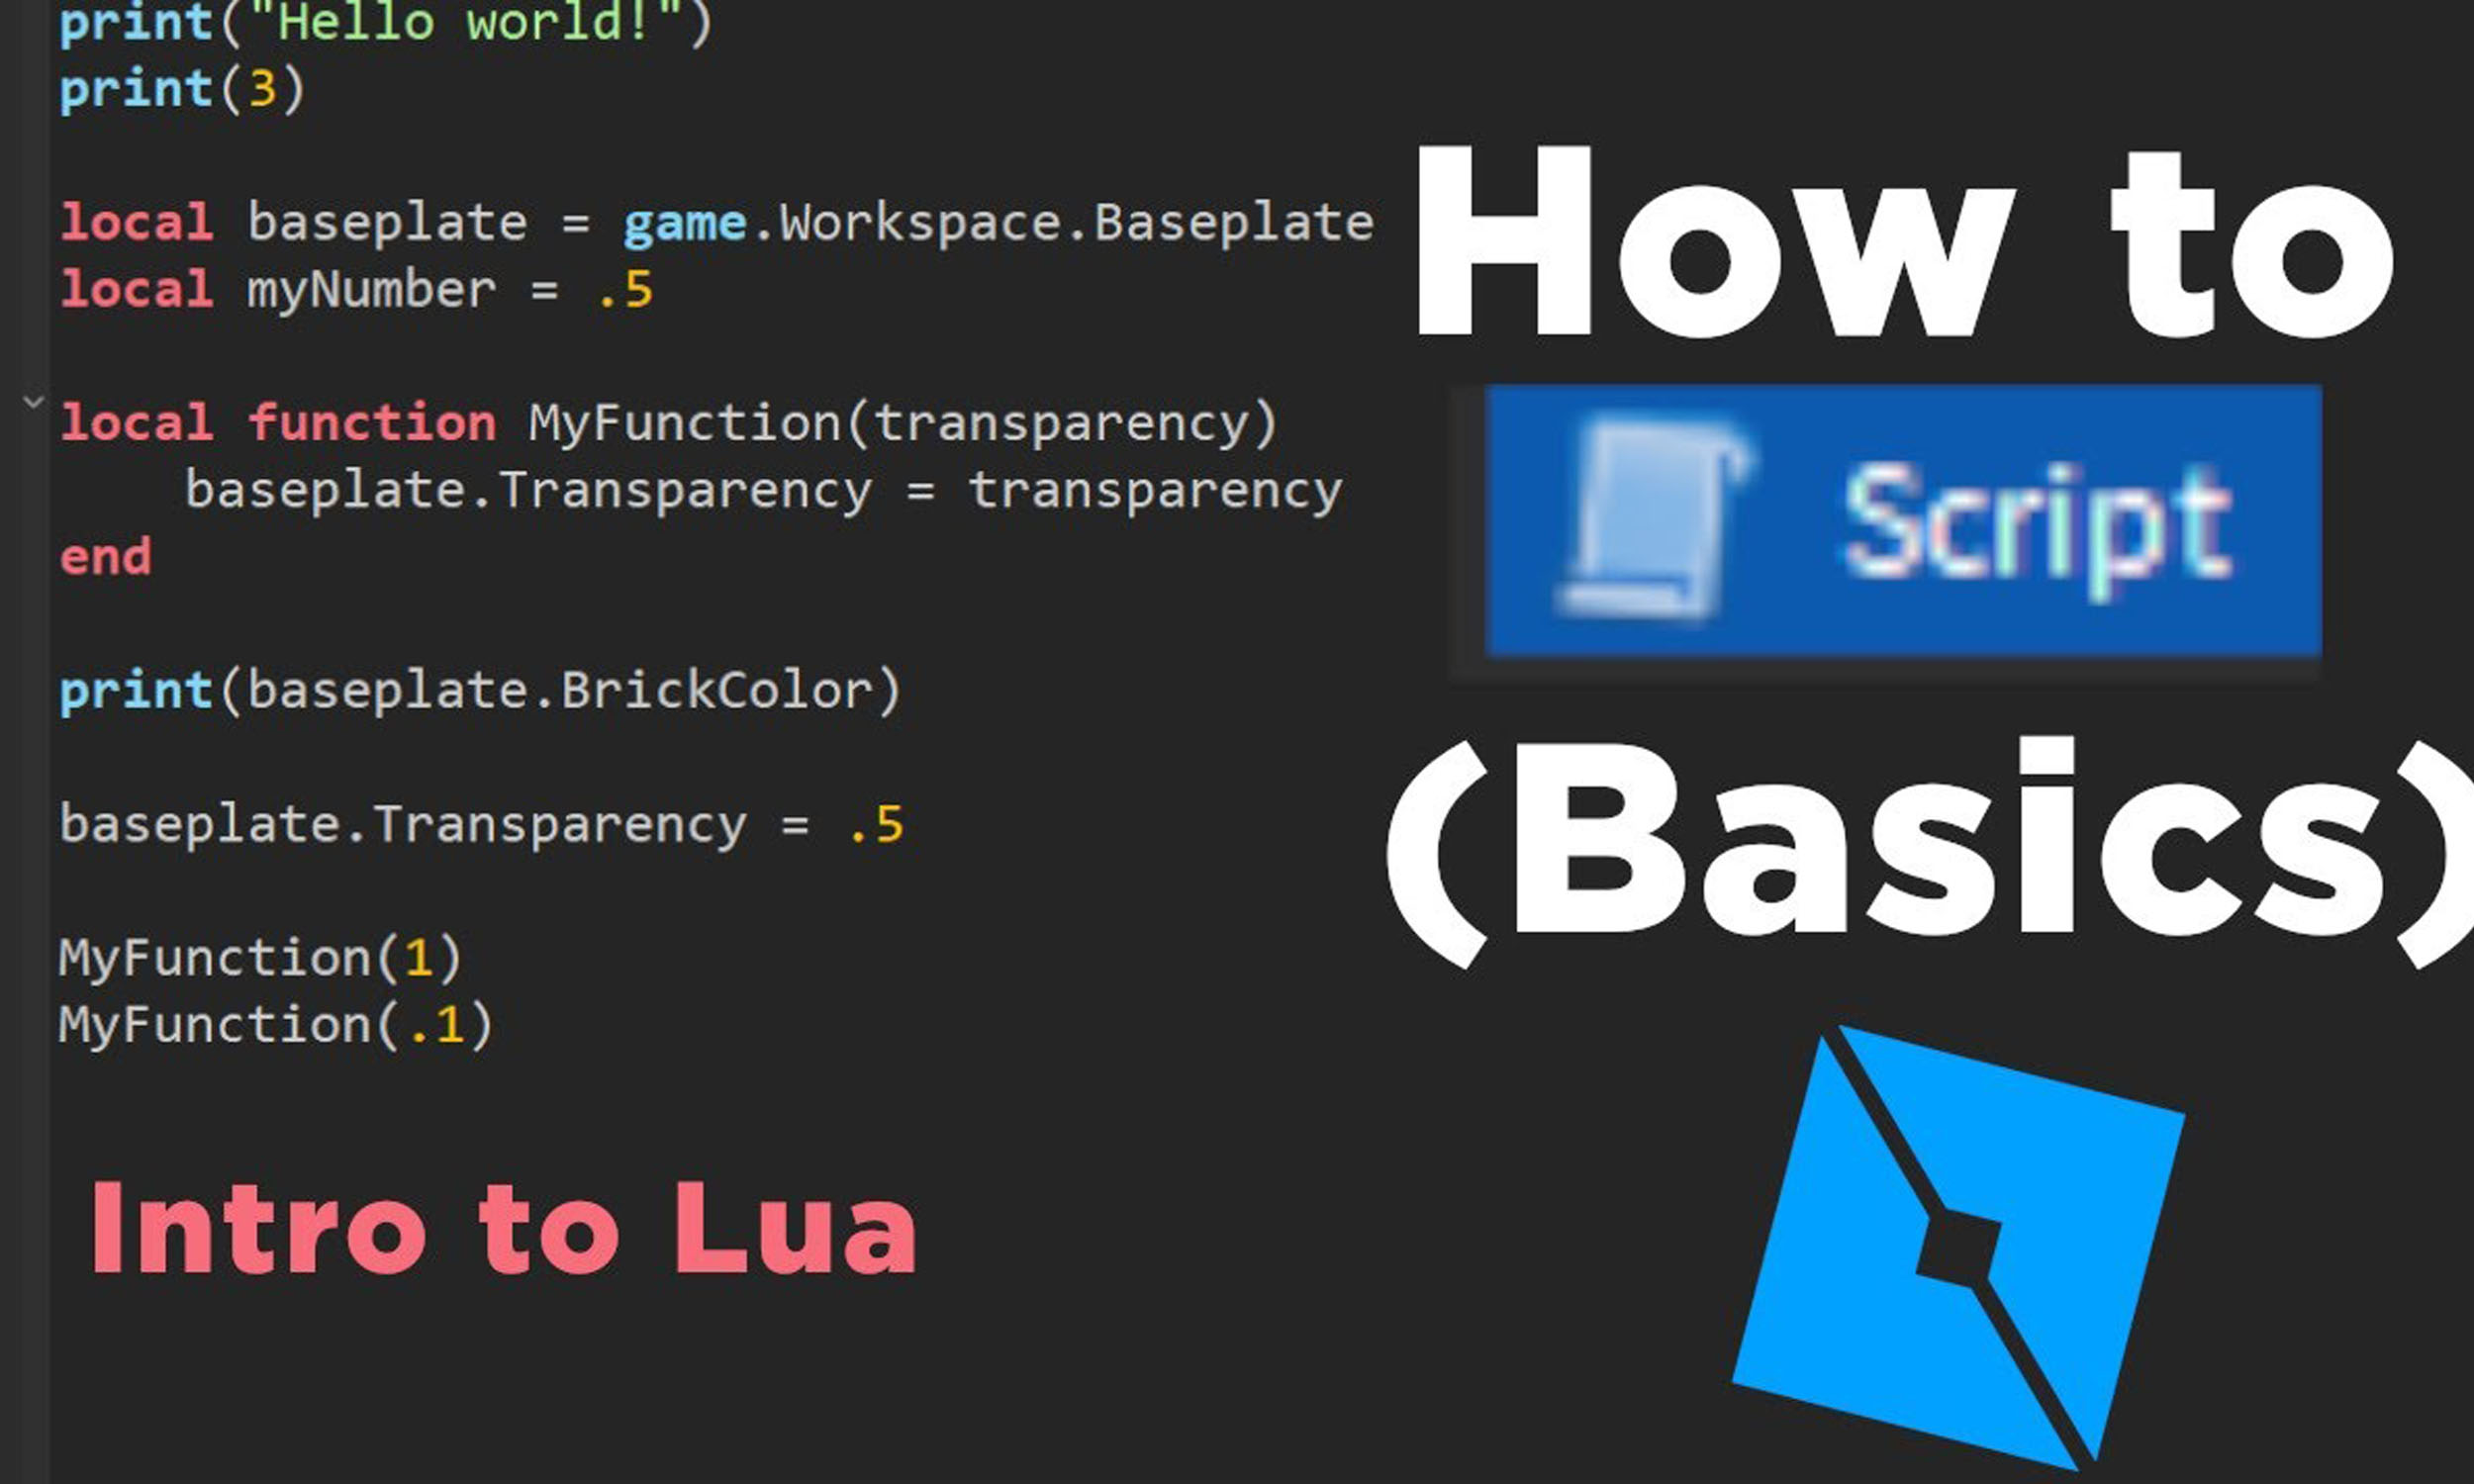 print("Hello world!")
print(3)
local baseplate = game.Workspace.Baseplate
local myNumber = .5
local function MyFunction(transparency)
    baseplate.Transparency = transparency
end
print(baseplate.BrickColor)
baseplate.Transparency = .5
MyFunction(1)
MyFunction(.1)
Intro to Lua
How to
Script
(Basics)